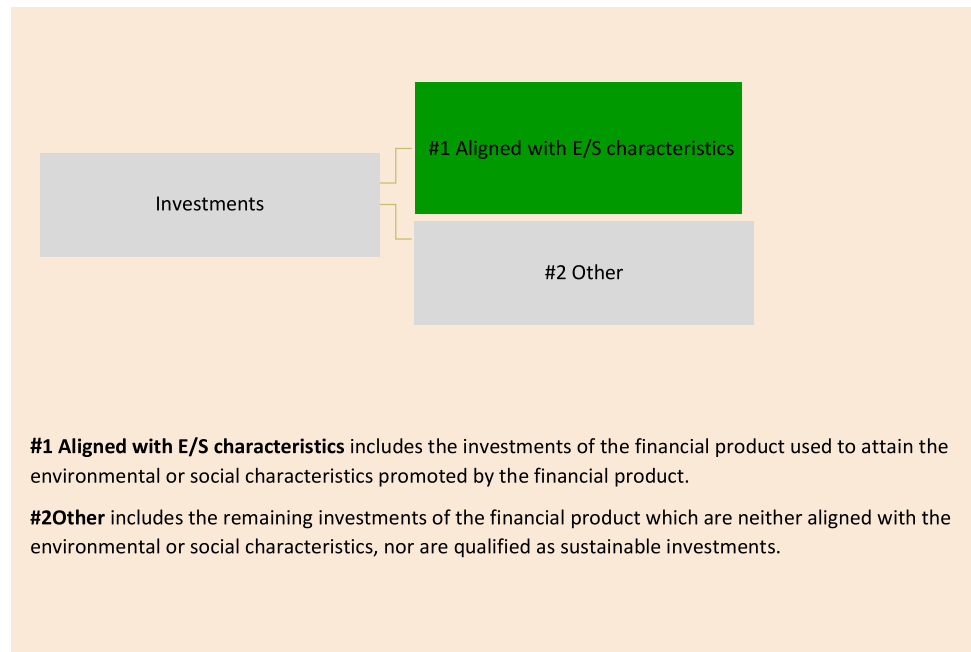 #1 Aligned with E/S characteristics
Investments
#2 Other
#1 Aligned with E/S characteristics includes the investments of the financial product used to attain the
environmental or social characteristics promoted by the financial product.
#2Other includes the remaining investments of the financial product which are neither aligned with the
environmental or social characteristics, nor are qualified as sustainable investments.